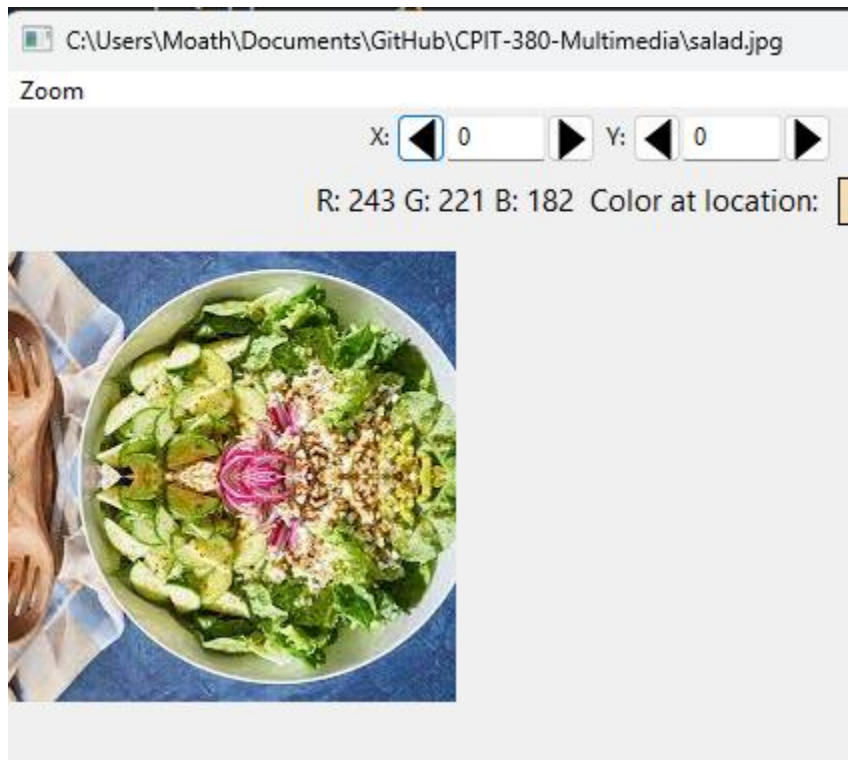 C:\Users\Moath\Documents\GitHub\CPIT-380-Multimedia\salad.jpg
Zoom
X: 0 Y: 0
R: 243 G: 221 B: 182 Color at location: